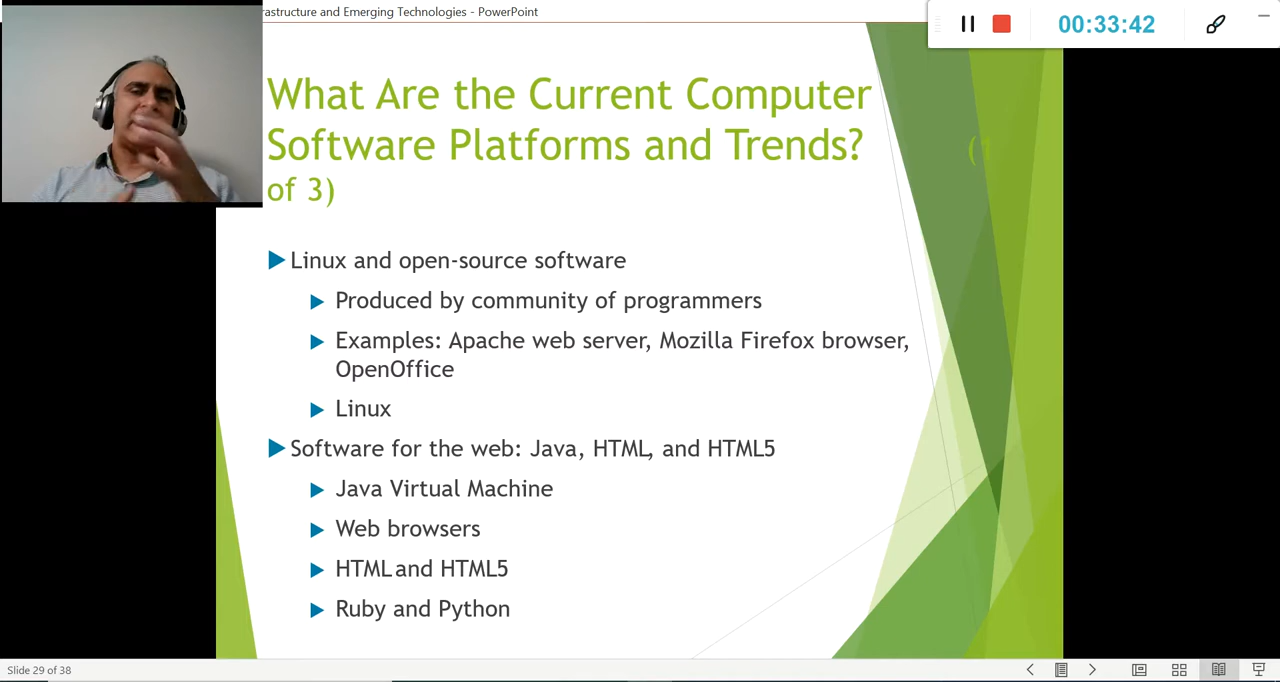 rastructure and Emerging Technologies - PowerPoint
00:33:42
What Are the Current Computer
Software Platforms and Trends? (1
of 3)
Linux and open-source software
Produced by community of programmers
Examples: Apache web server, Mozilla Firefox browser,
OpenOffice
Linux
Software for the web: Java, HTML, and HTML5
Java Virtual Machine
Web browsers
HTML and HTML5
Ruby and Python
Slide 29 of 38